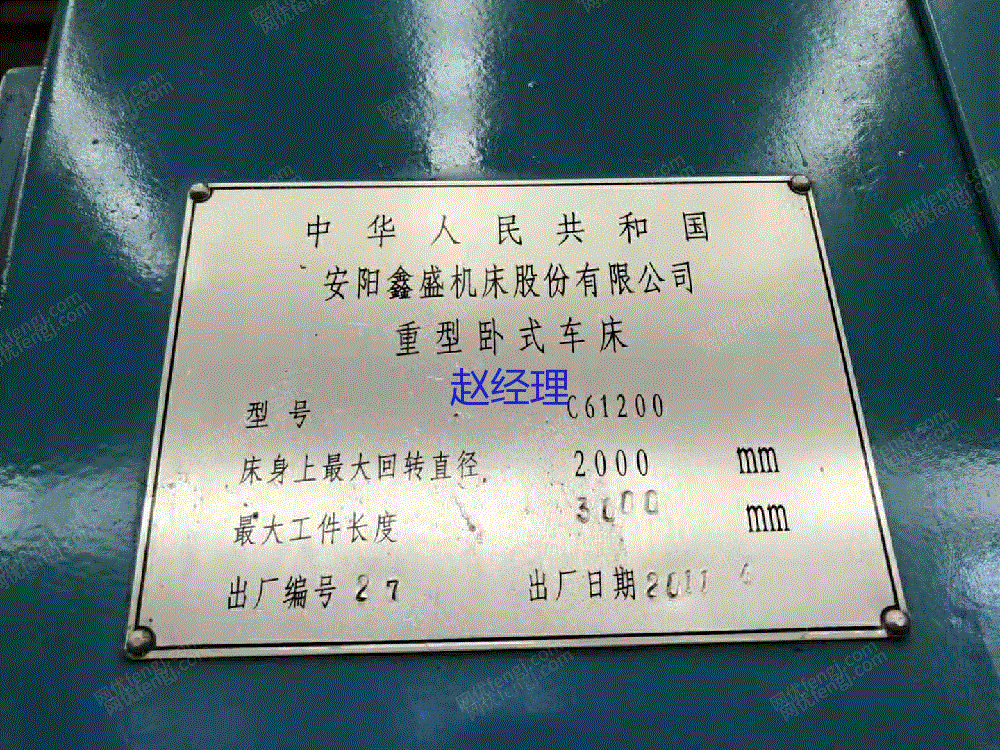 中华人民共和国
安阳鑫盛机床股份有限公司
重型卧式车床
赵经理
型号 C61200
床身上最大回转直径 2000 mm
最大工件长度 3000 mm
出厂编号 27 出厂日期 2011